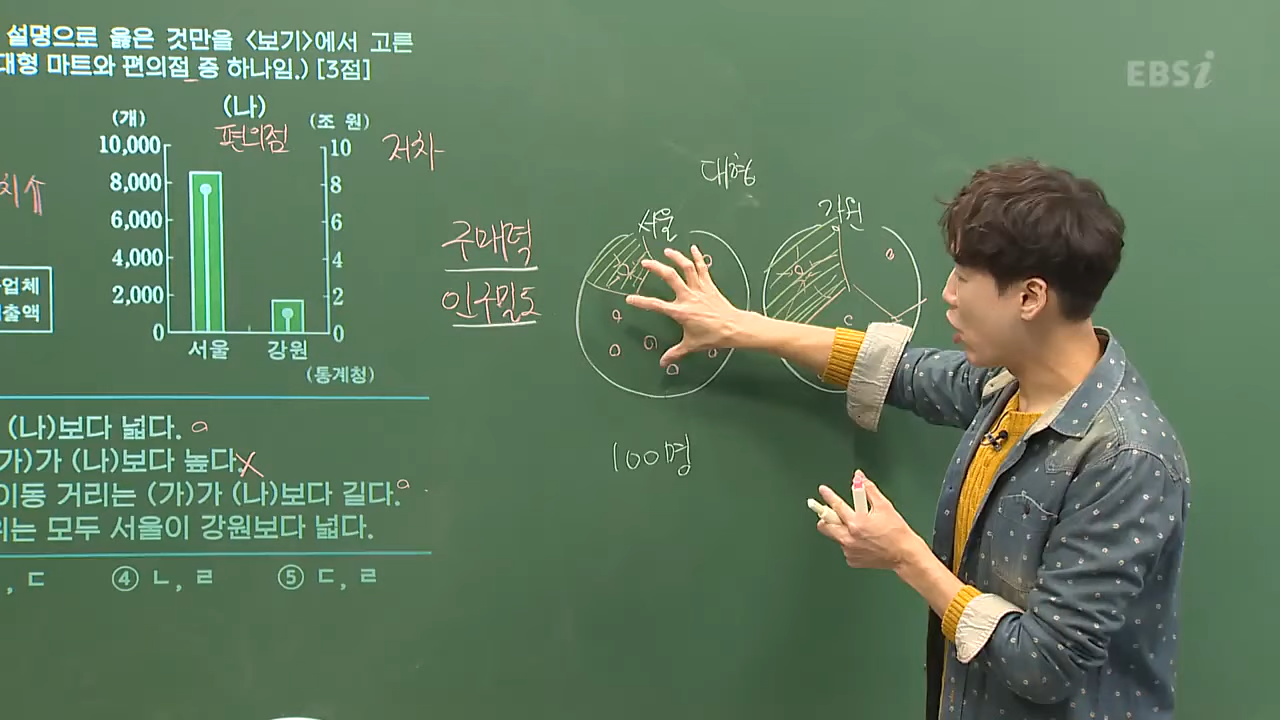 설명으로 옳은 것만을 <보기>에서 고른
대형 마트와 편의점 중 하나임.) [3점]
EBSi
(나)
(개)
(조 원)
편의점
저차
10,000
8,000
6,000
4,000
2,000
0
10
8
6
4
2
0
서울
강원
(통계청)
치↑
업체
출액
구매력
인구밀도
대형
서울
강원
100명
(나)보다 넓다.
가)가 (나)보다 높다.
이동 거리는 (가)가 (나)보다 길다.
위는 모두 서울이 강원보다 넓다.
, ㄷ ④ ㄴ, ㄹ ⑤ ㄷ, ㄹ